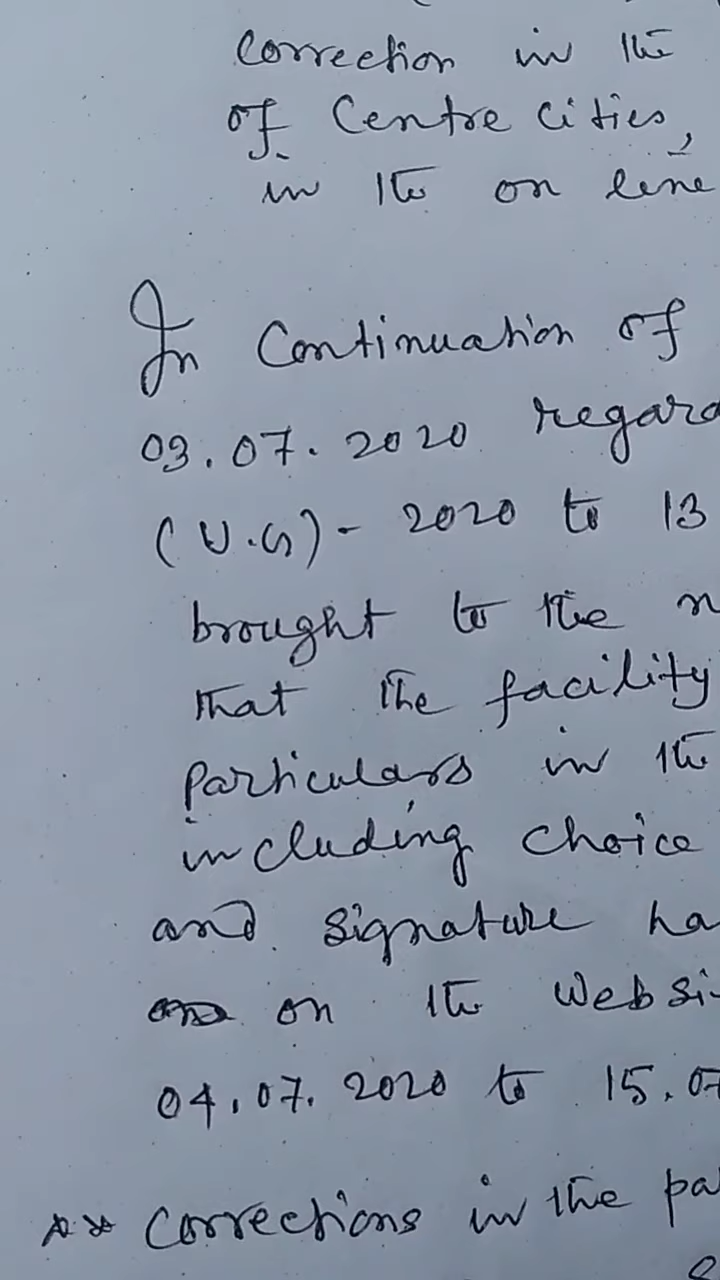 correction in the
of Centre Cities,
in the on line
In Continuation of
03.07.2020 regard
(U.G)- 2020 to 13
brought to the n
that the facility
particulars in the
including choice
and signature ha
on the Websi
04.07.2020 to 15.07
** Corrections in the pa